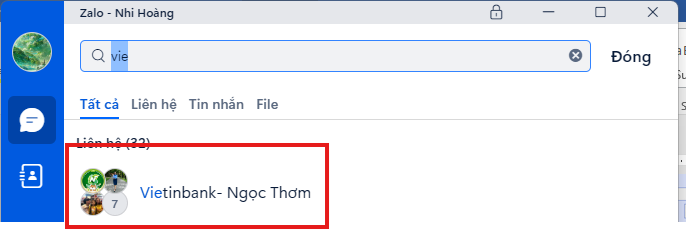 Zalo - Nhi Hoàng
vie
Đóng
Tất cả Liên hệ Tin nhắn File
Liên hệ (32)
7
Vietinbank- Ngọc Thơm